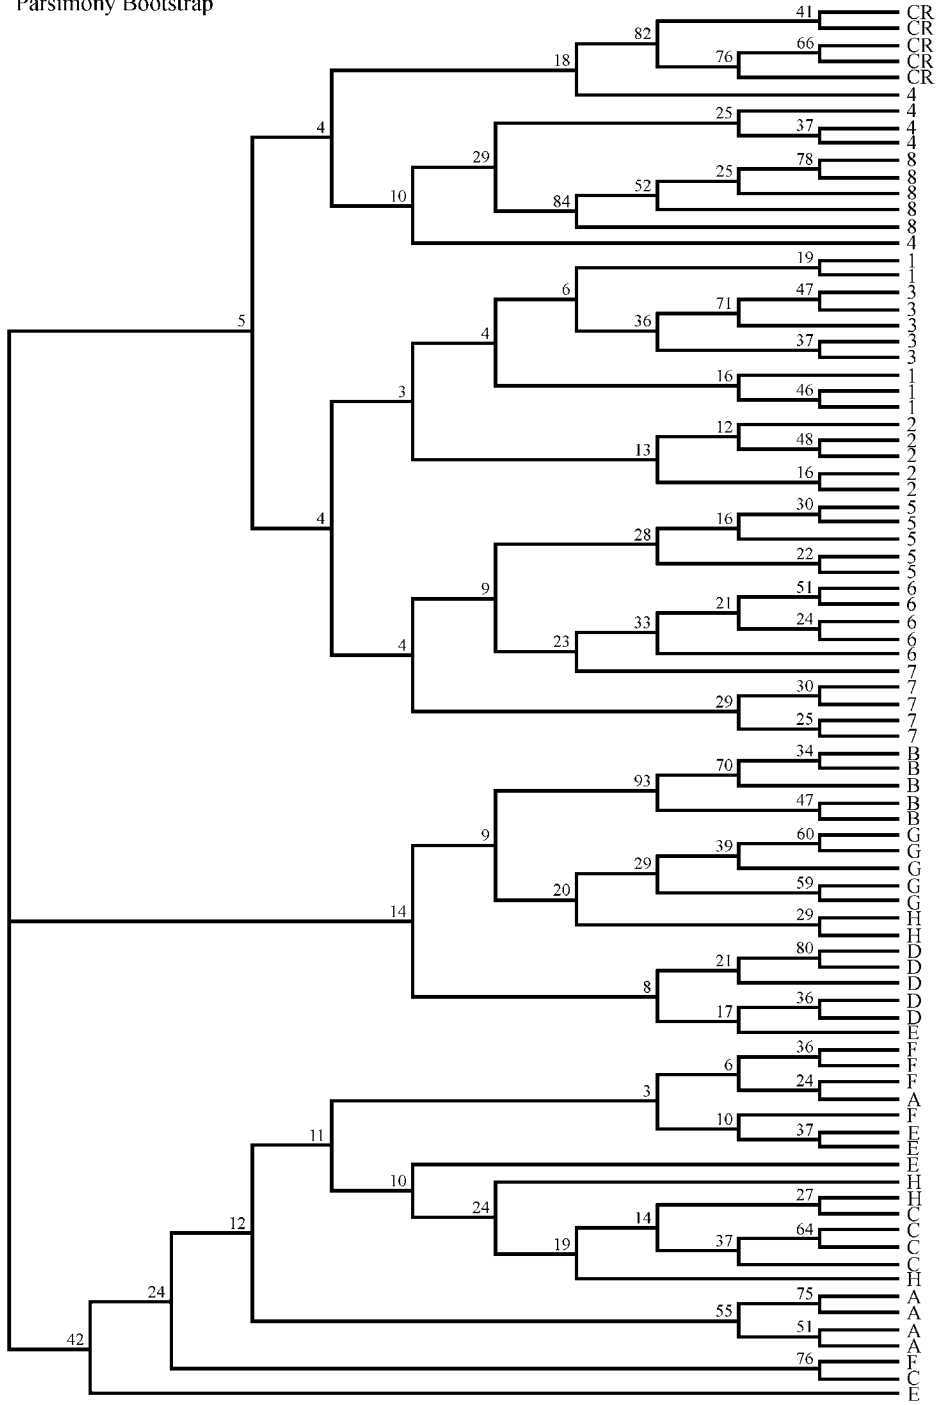 Parsimony Bootstrap
41 CR
CR
82
66 CR
18 76 CR
CR
4
25 4
4 37 4
4
29 78 8
25 8
52 8
10 84 8
8
4
19 1
1
6 47 3
71 3
5 36 3
4 37 3
3
16 1
3 46 1
1
12 2
13 48 2
2
16 2
2
30 5
4 16 5
28 5
22 5
5
9 51 6
21 6
33 24 6
4 23 6
6
7
30 7
29 7
25 7
7
34 B
70 B
93 B
47 B
B
9 60 G
39 G
29 G
20 59 G
14 29 G
H
H
80 D
21 D
8 D
17 36 D
D
E
36 F
6 F
3 24 F
A
11 10 F
37 E
E
10 E
H
24 27 H
12 14 C
19 37 64 C
C
C
H
24 75 A
55 A
42 51 A
A
76 F
C
E